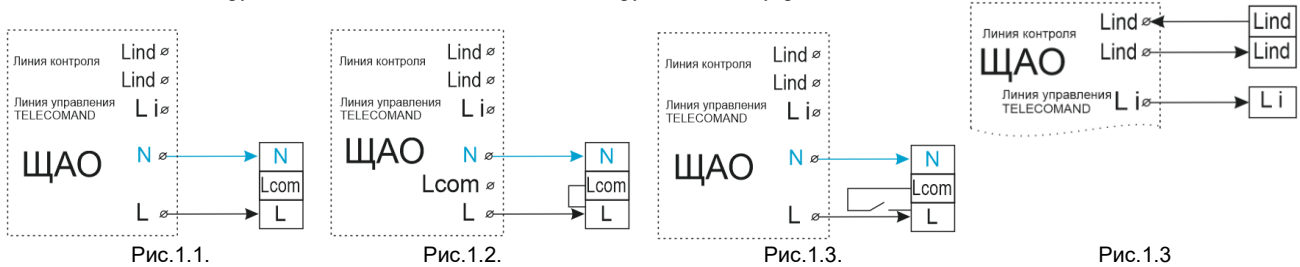 Линия контроля
Lind
Lind
Линия управления
TELECOMAND
L i
ЩАО
N
N
Lcom
L
L
Рис.1.1.
Линия контроля
Lind
Lind
Линия управления
TELECOMAND
L i
ЩАО
N
N
Lcom
Lcom
L
L
Рис.1.2.
Линия контроля
Lind
Lind
Линия управления
TELECOMAND
L i
ЩАО
N
N
Lcom
L
L
Рис.1.3.
Линия контроля
Lind
Lind
ЩАО
Lind
Lind
Линия управления
TELECOMAND
L i
L i
Рис.1.3